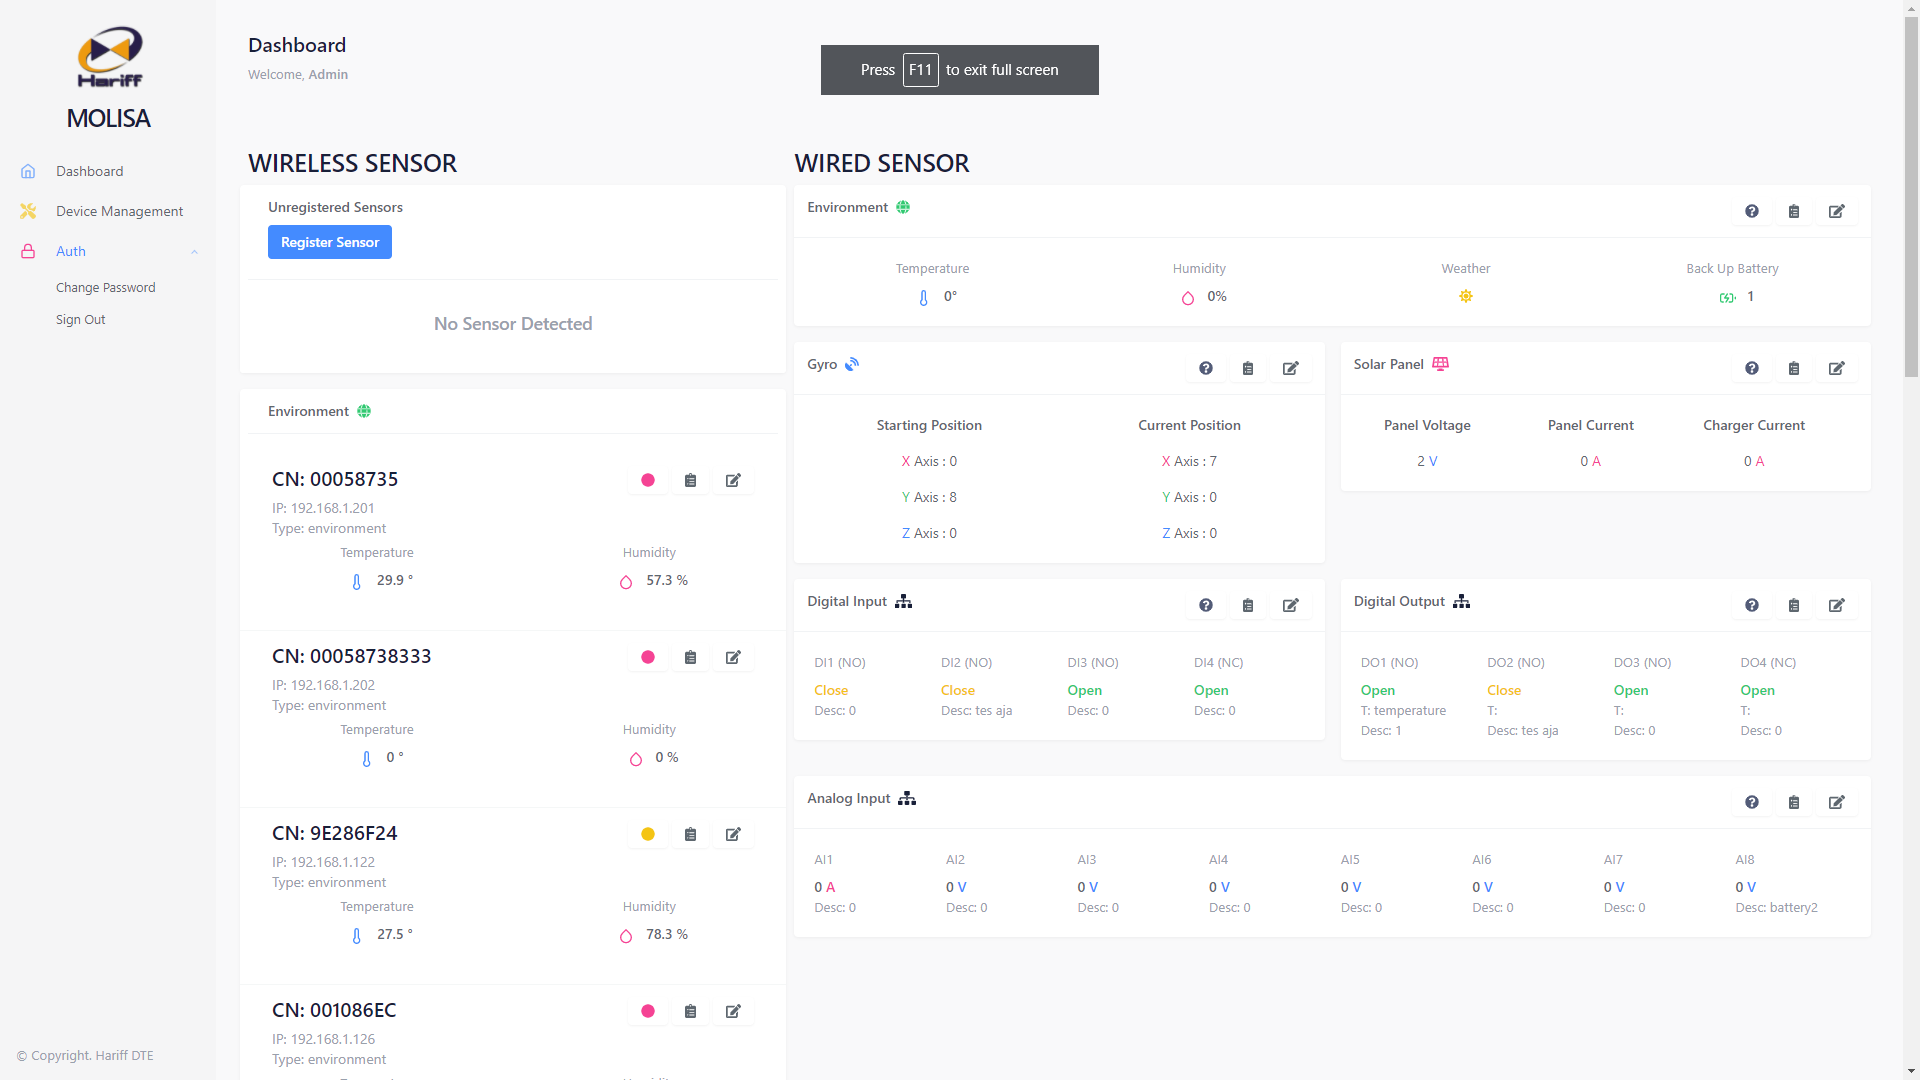 Hariff
MOLISA
Dashboard
Device Management
Auth
Change Password
Sign Out
© Copyright. Hariff DTE
Dashboard
Welcome, Admin
Press F11 to exit full screen
WIRELESS SENSOR
Unregistered Sensors
Register Sensor
No Sensor Detected
Environment
CN: 00058735
IP: 192.168.1.201
Type: environment
Temperature Humidity
29.9 ° 57.3 %
CN: 00058738333
IP: 192.168.1.202
Type: environment
Temperature Humidity
0 ° 0 %
CN: 9E286F24
IP: 192.168.1.122
Type: environment
Temperature Humidity
27.5 ° 78.3 %
CN: 001086EC
IP: 192.168.1.126
Type: environment
WIRED SENSOR
Environment
Temperature Humidity Weather Back Up Battery
0° 0% 1
Gyro
Starting Position Current Position
X Axis : 0 X Axis : 7
Y Axis : 8 Y Axis : 0
Z Axis : 0 Z Axis : 0
Solar Panel
Panel Voltage Panel Current Charger Current
2 V 0 A 0 A
Digital Input
DI1 (NO) DI2 (NO) DI3 (NO) DI4 (NC)
Close Close Open Open
Desc: 0 Desc: tes aja Desc: 0 Desc: 0
Digital Output
DO1 (NO) DO2 (NO) DO3 (NO) DO4 (NC)
Open Close Open Open
T: temperature T: T: T:
Desc: 1 Desc: tes aja Desc: 0 Desc: 0
Analog Input
AI1 AI2 AI3 AI4 AI5 AI6 AI7 AI8
0 A 0 V 0 V 0 V 0 V 0 V 0 V 0 V
Desc: 0 Desc: 0 Desc: 0 Desc: 0 Desc: 0 Desc: 0 Desc: 0 Desc: battery2